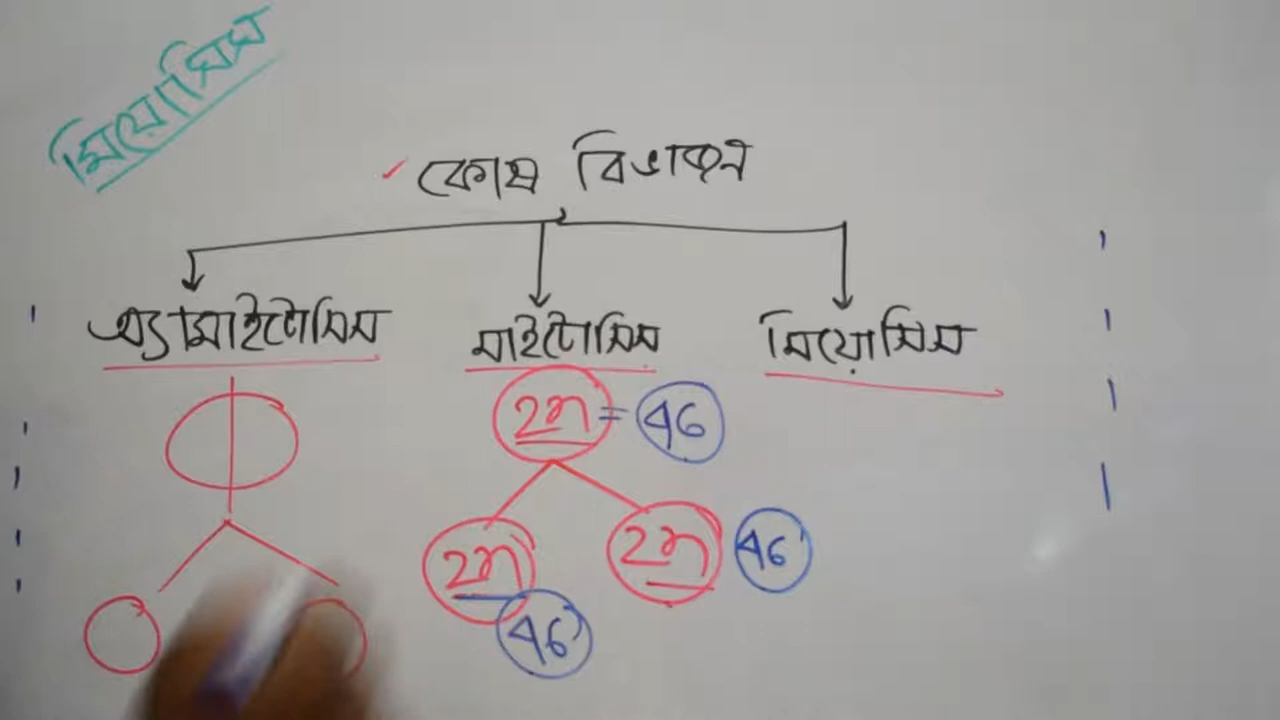 মিয়োসিস
কোষ বিভাজন
এ্যামাইটোসিস মাইটোসিস মিয়োসিস
2n = 46
2n 2n 46
46